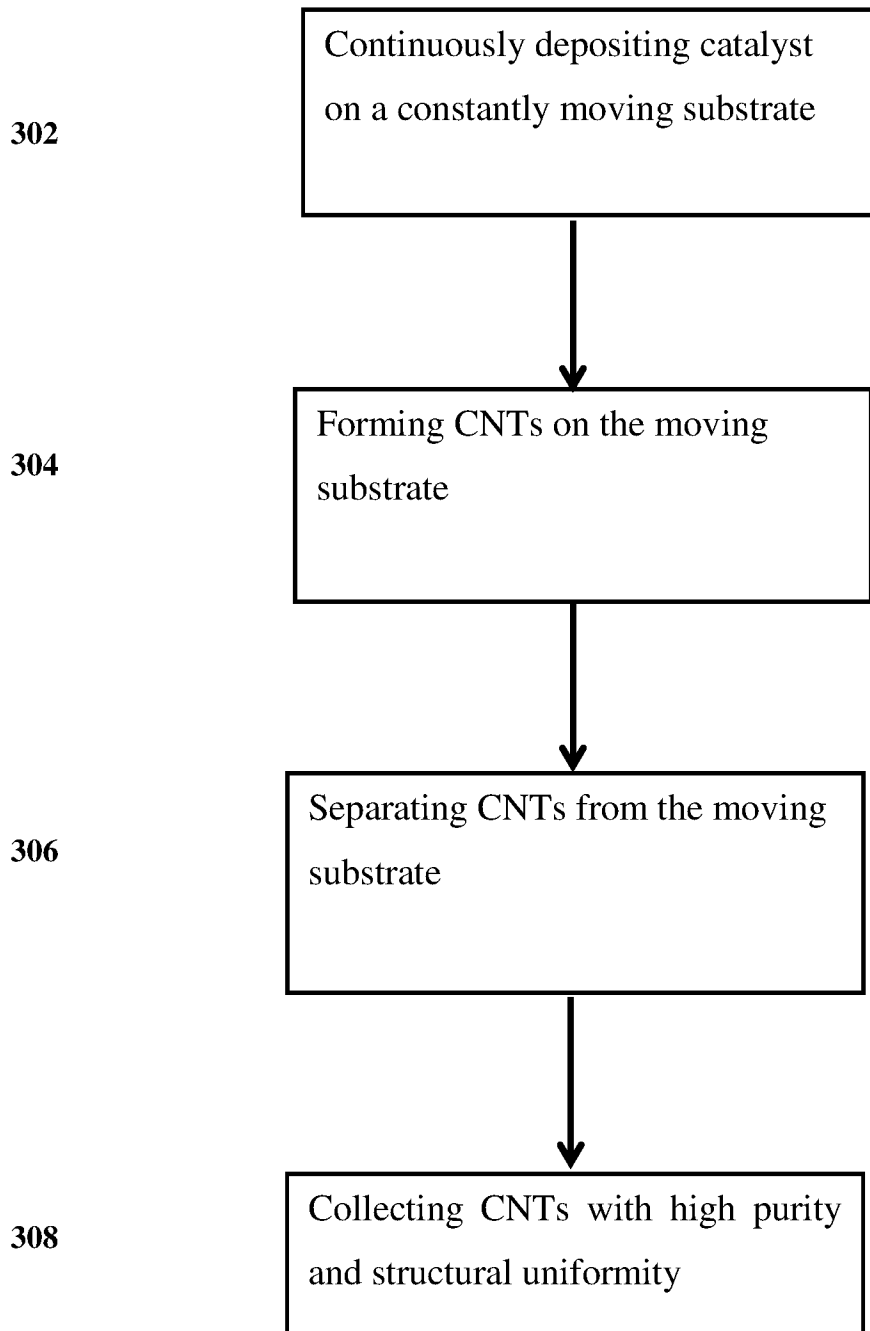 302
Continuously depositing catalyst
on a constantly moving substrate
304
Forming CNTs on the moving
substrate
306
Separating CNTs from the moving
substrate
308
Collecting CNTs with high purity
and structural uniformity